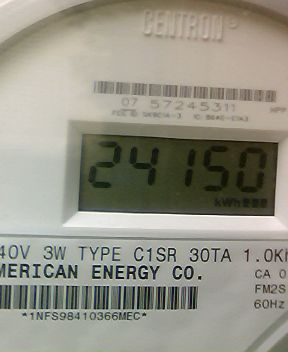 CENTRON®
07 57245311
24150
kWh
40V 3W TYPE C1SR 30TA 1.0Kh
MERICAN ENERGY CO.
CA 0
FM2S
60Hz
*1NFS98410366MEC*